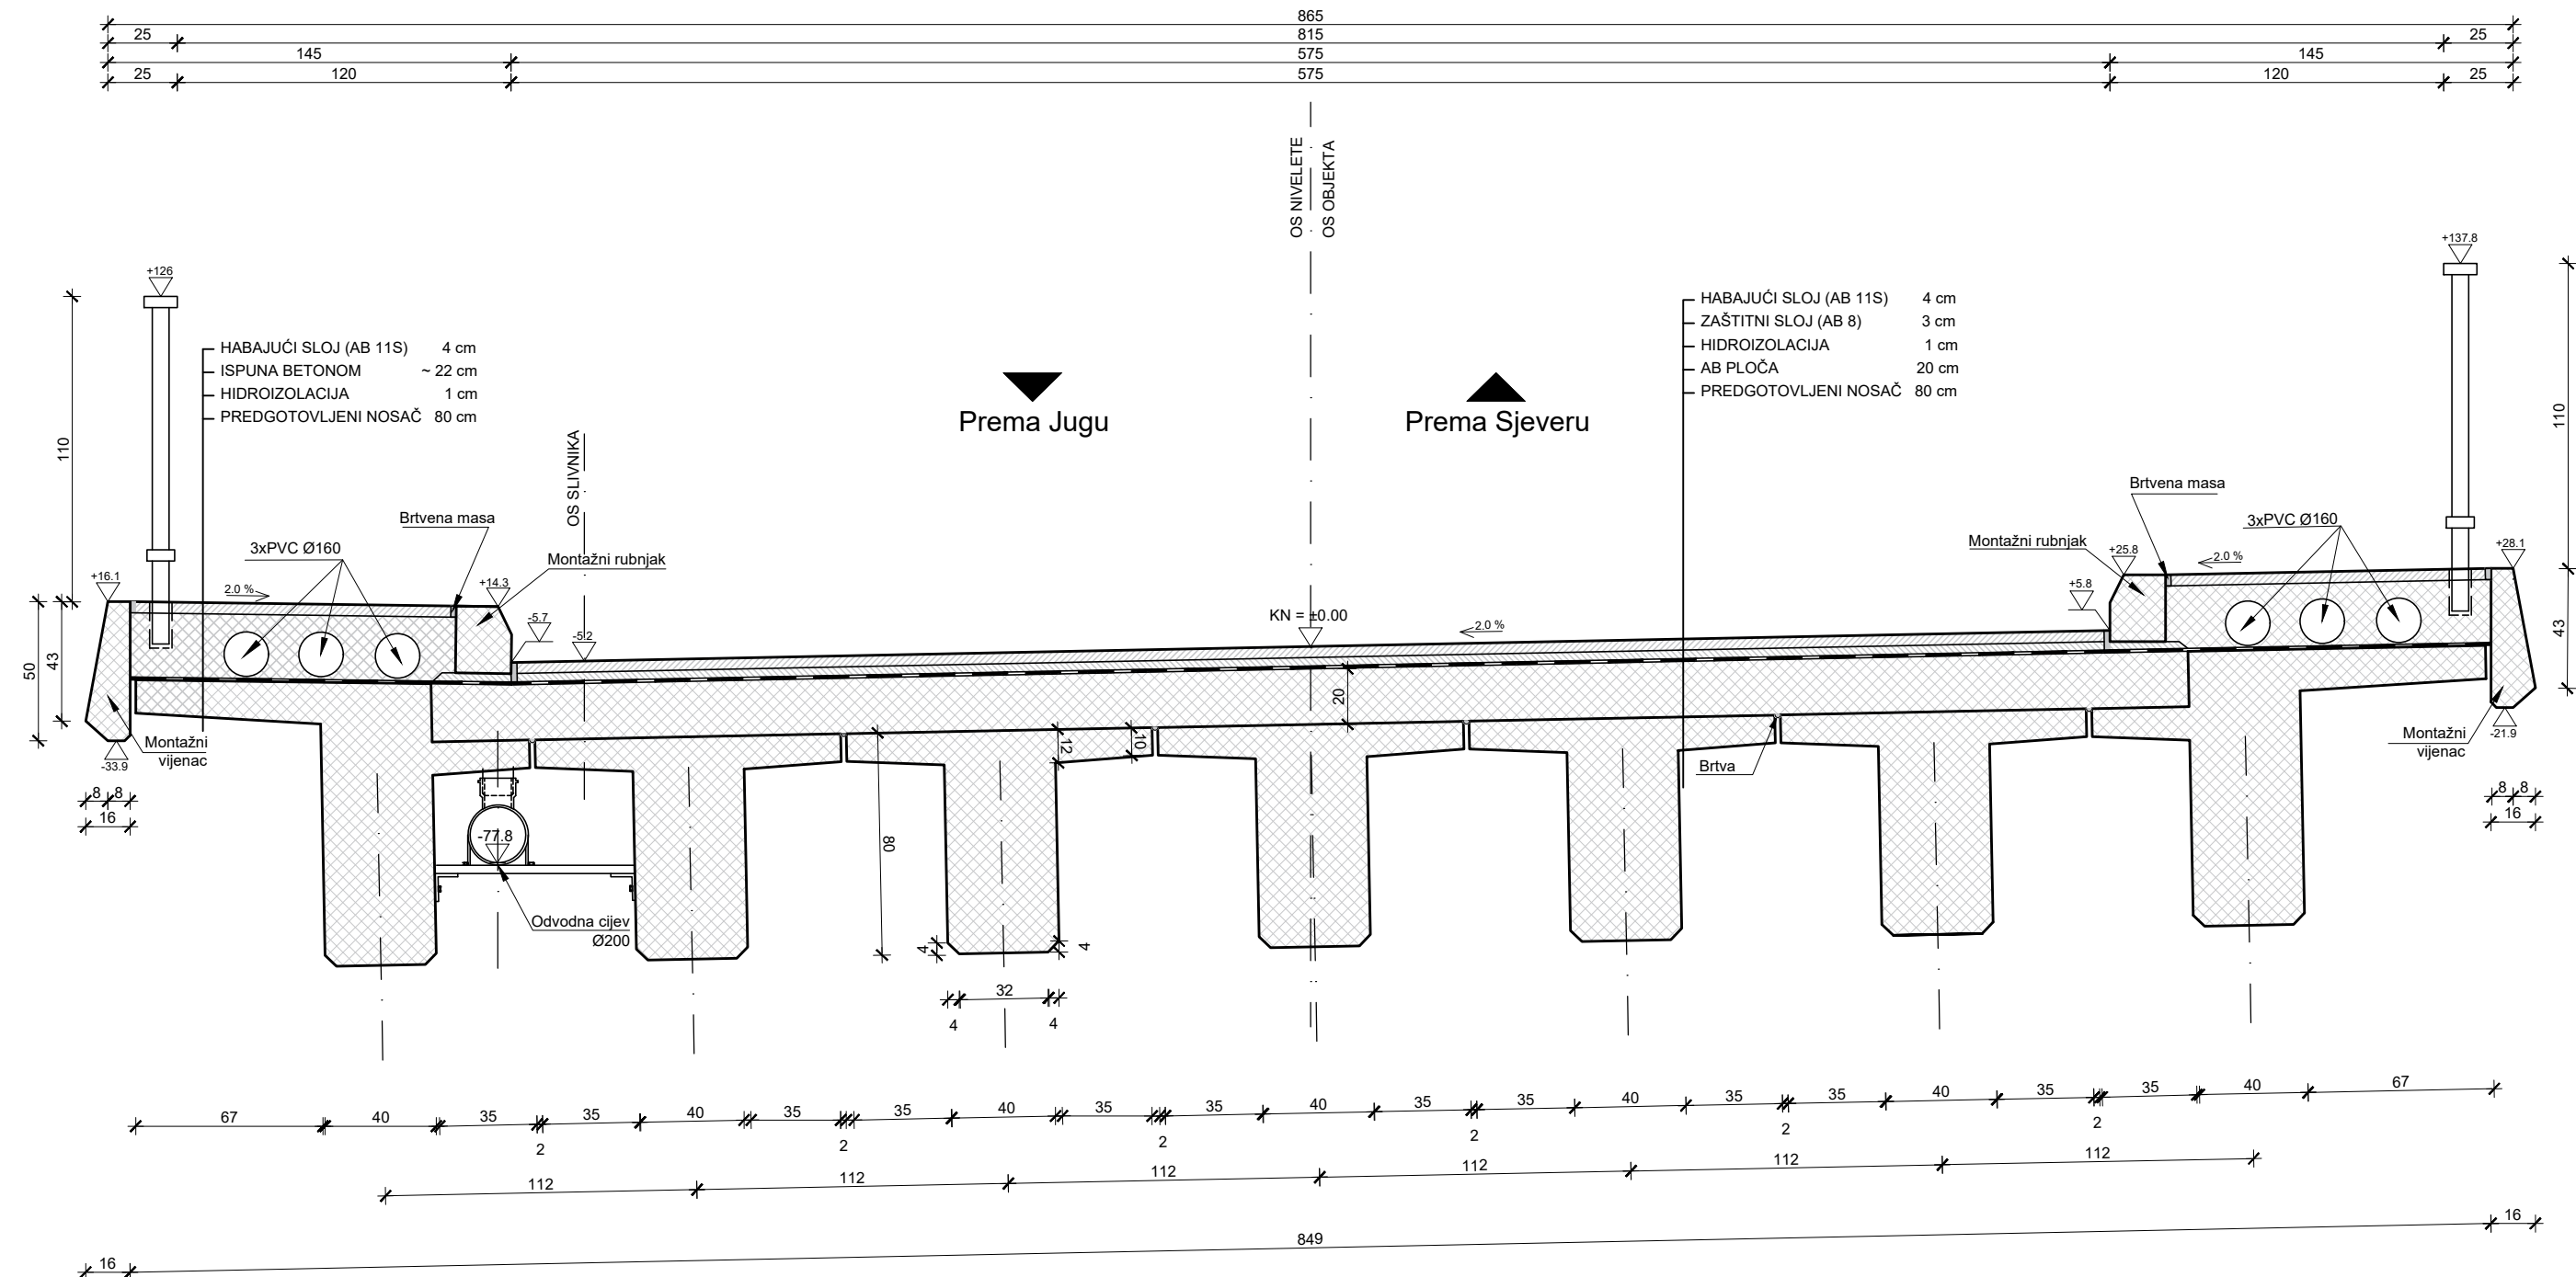 865
25 815 25
145 575 145
25 120 575 120 25
OS NIVELETE
OS OBJEKTA
+137.8
+126
HABAJUĆI SLOJ (AB 11S) 4 cm
ZAŠTITNI SLOJ (AB 8) 3 cm
HIDROIZOLACIJA 1 cm
AB PLOČA 20 cm
PREDGOTOVLJENI NOSAČ 80 cm
HABAJUĆI SLOJ (AB 11S) 4 cm
ISPUNA BETONOM ~ 22 cm
HIDROIZOLACIJA 1 cm
PREDGOTOVLJENI NOSAČ 80 cm
Prema Jugu
Prema Sjeveru
110
110
OS SLIVNIKA
Brtvena masa
Brtvena masa
3xPVC Ø160
3xPVC Ø160
Montažni rubnjak
Montažni rubnjak
+16.1
2.0 %
+14.3
-5.7
-5.2
KN = ±0.00
2.0 %
+5.8
+25.8
2.0 %
+28.1
50
43
43
20
12
10
80
Montažni
vijenac
-33.9
Brtva
Montažni
vijenac
-21.9
8 8
16
8 8
16
-77.8
Odvodna cijev
Ø200
4
4
32
4
4
67 40 35 35 40 35 35 40 35 35 40 35 35 40 35 35 40 35 35 40 67
2 2 2 2 2 2
112 112 112 112 112 112
16 849 16